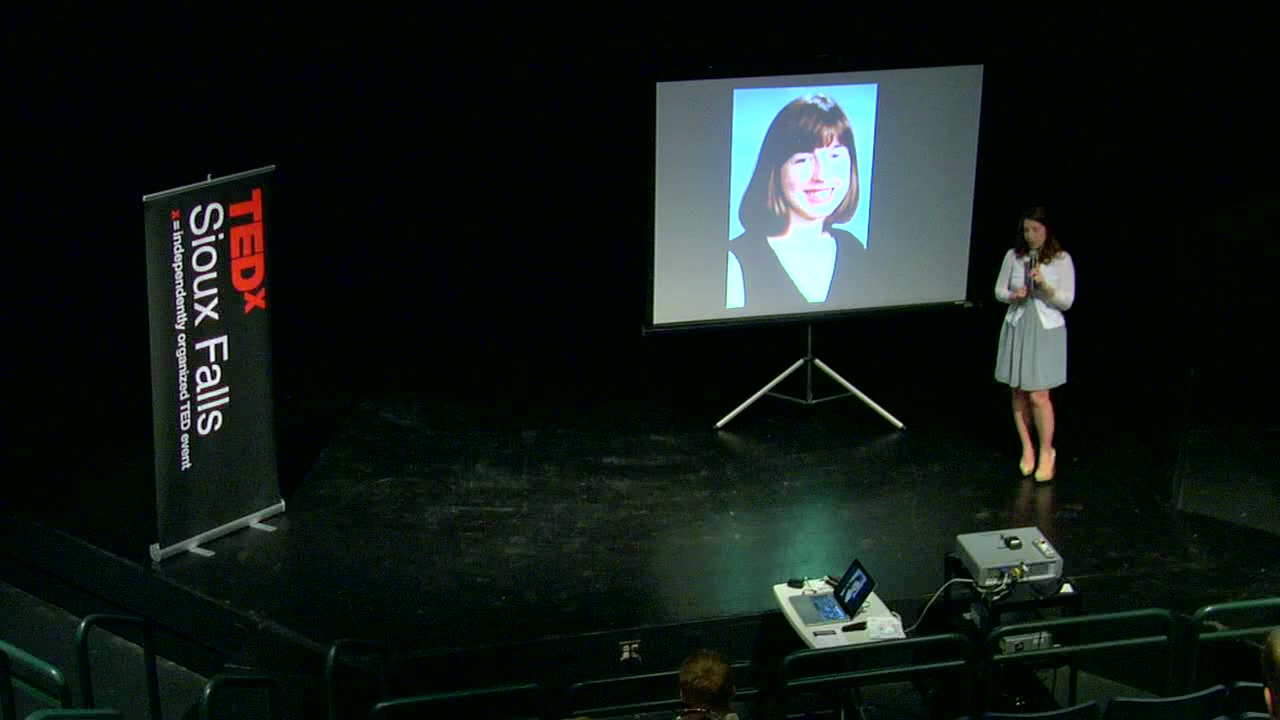 TEDx
Sioux Falls
x = independently organized TED event